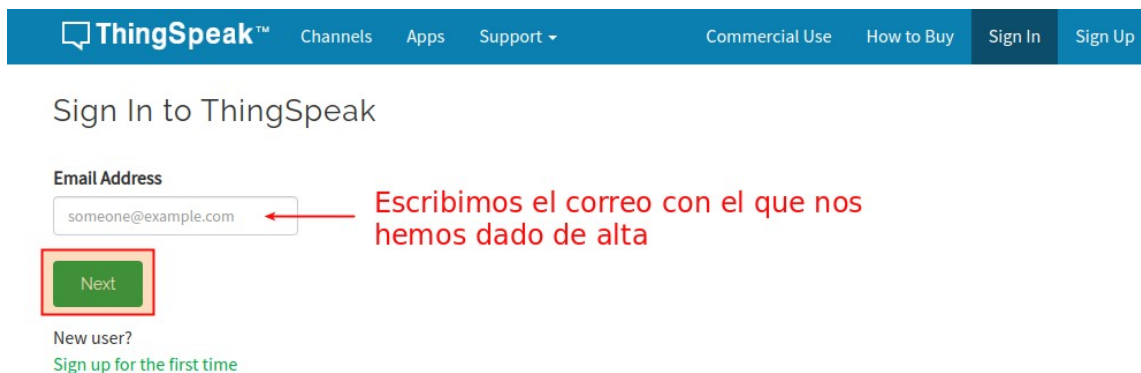 ThingSpeak™ Channels Apps Support Commercial Use How to Buy Sign In Sign Up
Sign In to ThingSpeak
Email Address
someone@example.com
Escribimos el correo con el que nos
hemos dado de alta
Next
New user?
Sign up for the first time